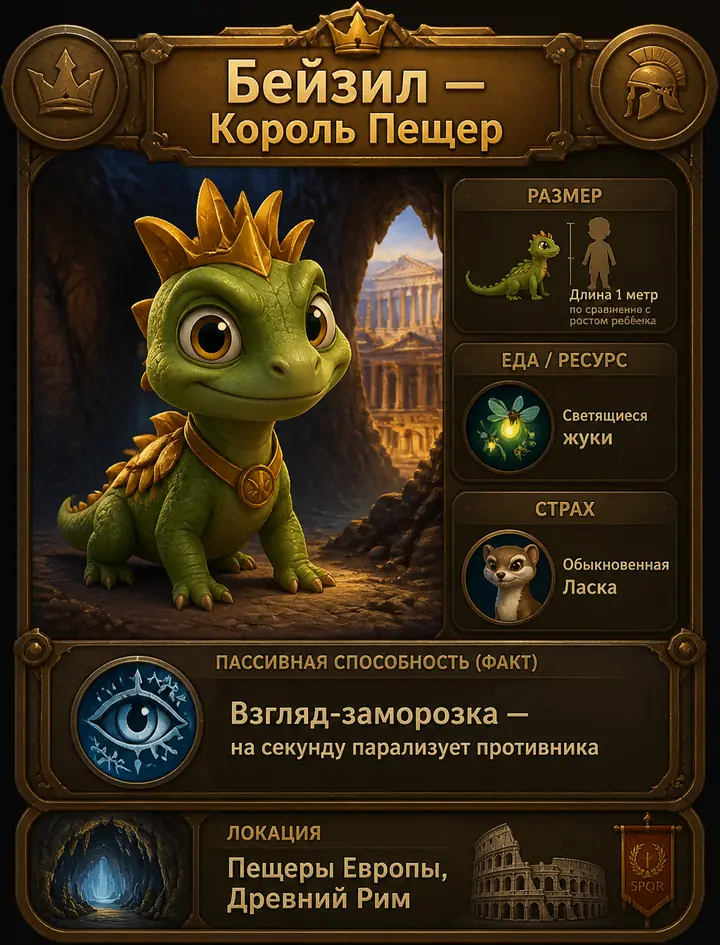 Бейзил —
Король Пещер
РАЗМЕР
Длина 1 метр
по сравнению с
ростом ребёнка
ЕДА / РЕСУРС
Светящиеся
жуки
СТРАХ
Обыкновенная
Ласка
ПАССИВНАЯ СПОСОБНОСТЬ (ФАКТ)
Взгляд-заморозка —
на секунду парализует противника
ЛОКАЦИЯ
Пещеры Европы,
Древний Рим
SPQR